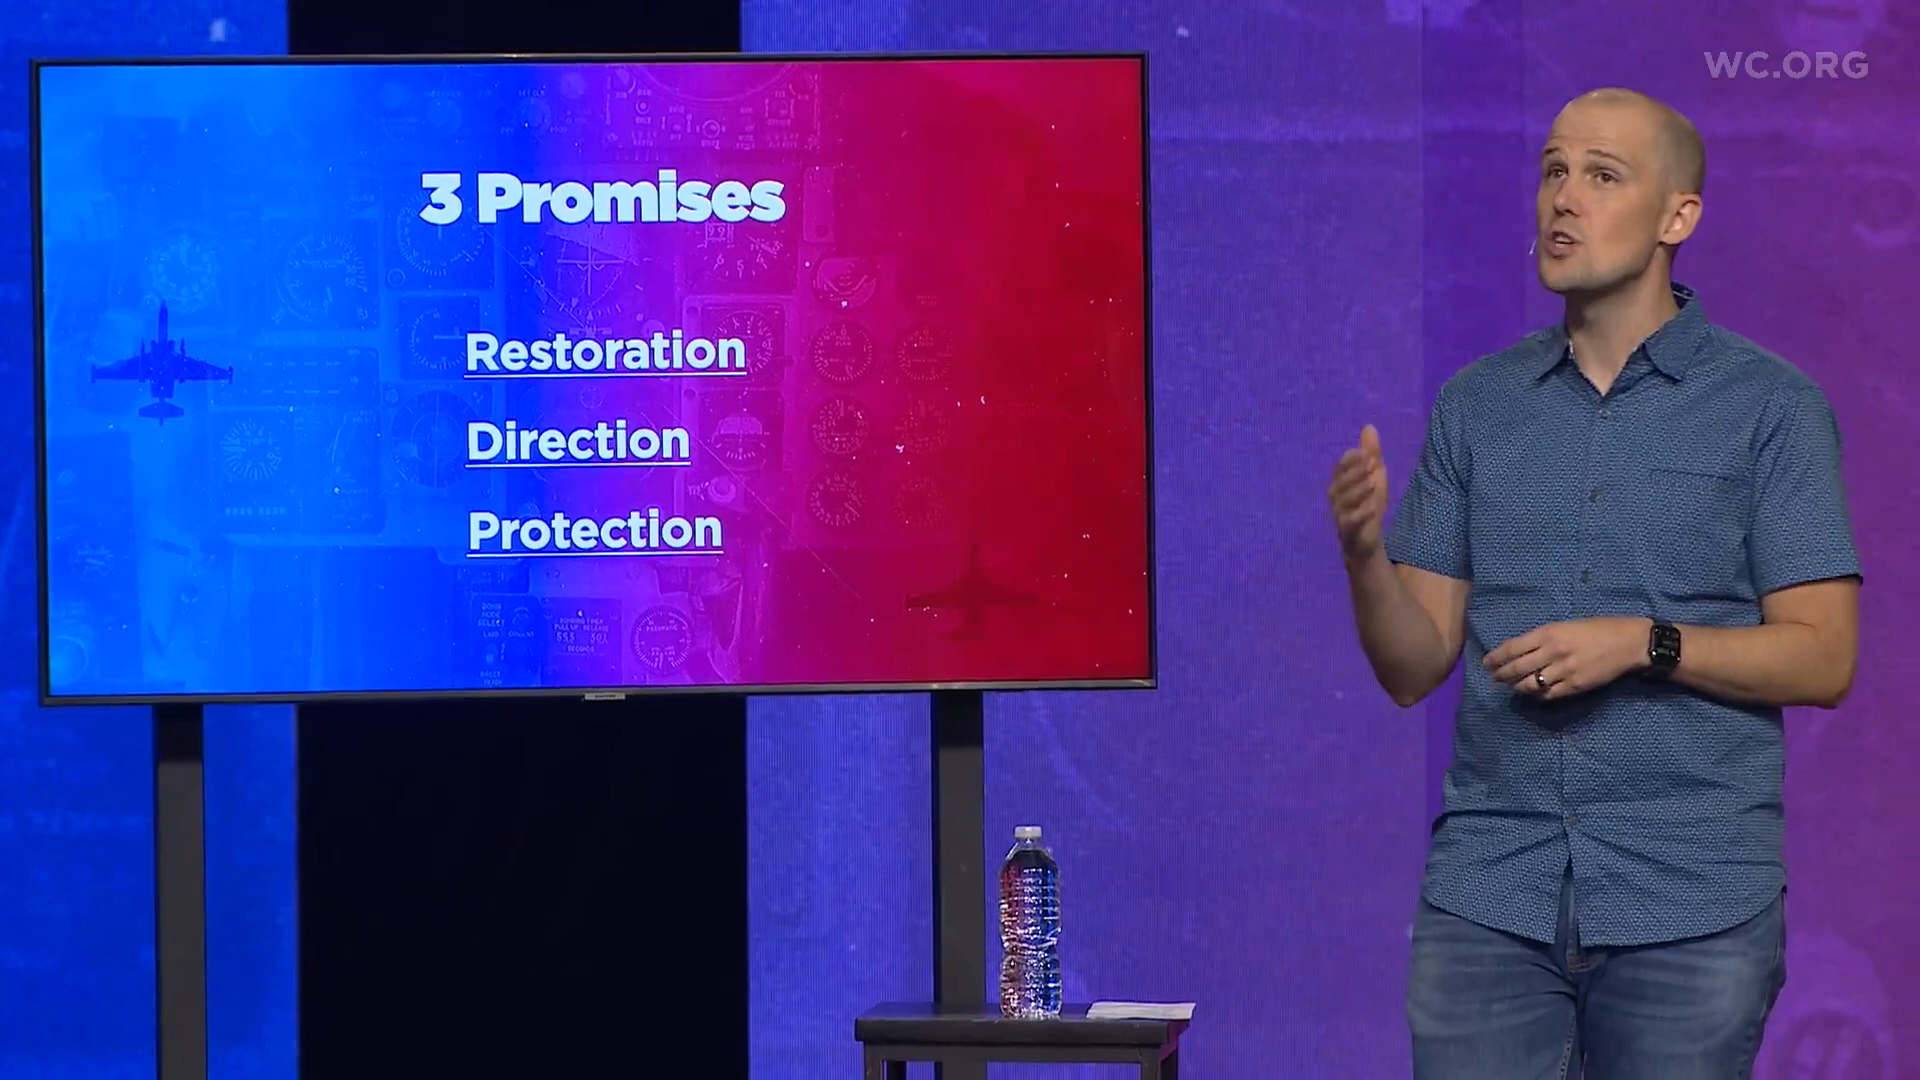 WC.ORG
3 Promises
Restoration
Direction
Protection